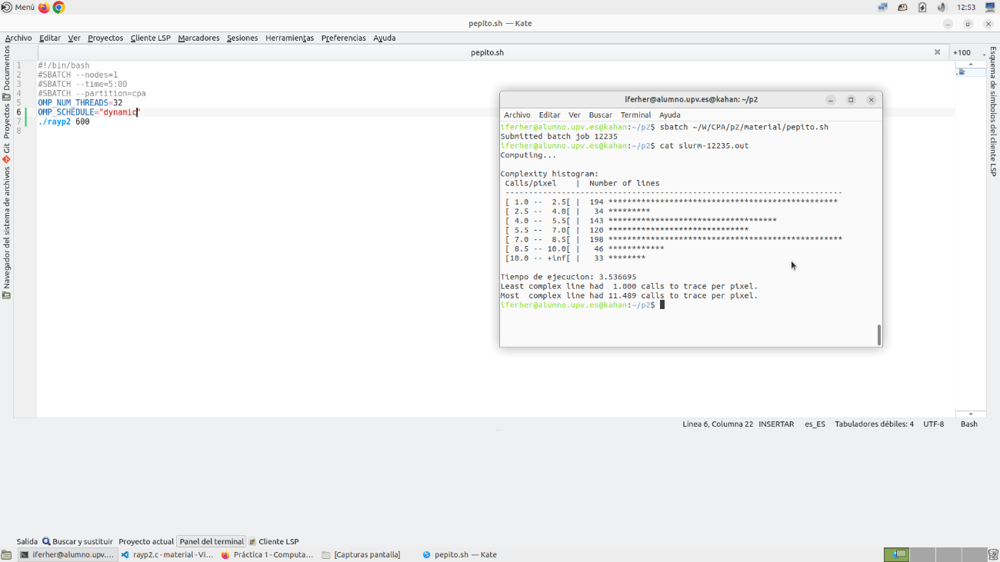 Menú
12:53
pepito.sh — Kate
Archivo Editar Ver Proyectos Cliente LSP Marcadores Sesiones Herramientas Preferencias Ayuda
pepito.sh
+100
Documentos
Proyectos
Git
Navegador del sistema de archivos
1 #!/bin/bash
2 #SBATCH --nodes=1
3 #SBATCH --time=5:00
4 #SBATCH --partition=cpa
5 OMP_NUM_THREADS=32
6 OMP_SCHEDULE="dynamic"
7 ./rayp2 600
8
Esquema de símbolos del cliente LSP
iferher@alumno.upv.es@kahan: ~/p2
Archivo Editar Ver Buscar Terminal Ayuda
iferher@alumno.upv.es@kahan:~/p2$ sbatch ~/W/CPA/p2/material/pepito.sh
Submitted batch job 12235
iferher@alumno.upv.es@kahan:~/p2$ cat slurm-12235.out
Computing...
Complexity histogram:
Calls/pixel | Number of lines
------------------------------------------------------------------------
[ 1.0 -- 2.5[ | 194 *************************************************
[ 2.5 -- 4.0[ | 34 *********
[ 4.0 -- 5.5[ | 143 ************************************
[ 5.5 -- 7.0[ | 120 ******************************
[ 7.0 -- 8.5[ | 198 **************************************************
[ 8.5 -- 10.0[ | 46 ************
[10.0 -- +inf[ | 33 ********
Tiempo de ejecucion: 3.536695
Least complex line had 1.000 calls to trace per pixel.
Most complex line had 11.489 calls to trace per pixel.
iferher@alumno.upv.es@kahan:~/p2$
Línea 6, Columna 22 INSERTAR es_ES Tabuladores débiles: 4 UTF-8 Bash
Salida Buscar y sustituir Proyecto actual Panel del terminal Cliente LSP
iferher@alumno.upv.... rayp2.c - material - Vi... Práctica 1 - Computa... [Capturas pantalla] pepito.sh — Kate